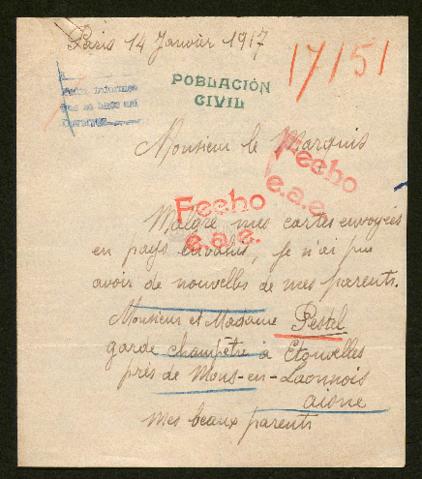 Paris 14 Janvier 1917
17151
POBLACIÓN
CIVIL
Monsieur le Marquis
Fecho
e.a.e.
Fecho
e.a.e.
Malgré mes cartes envoyées
en pays envahis, je n'ai pu
avoir de nouvelles de mes parents.
Monsieur et Madame Pestel
garde champêtre à Etouvelles
près de Mons-en-Laonnois
aisne
mes beaux parents